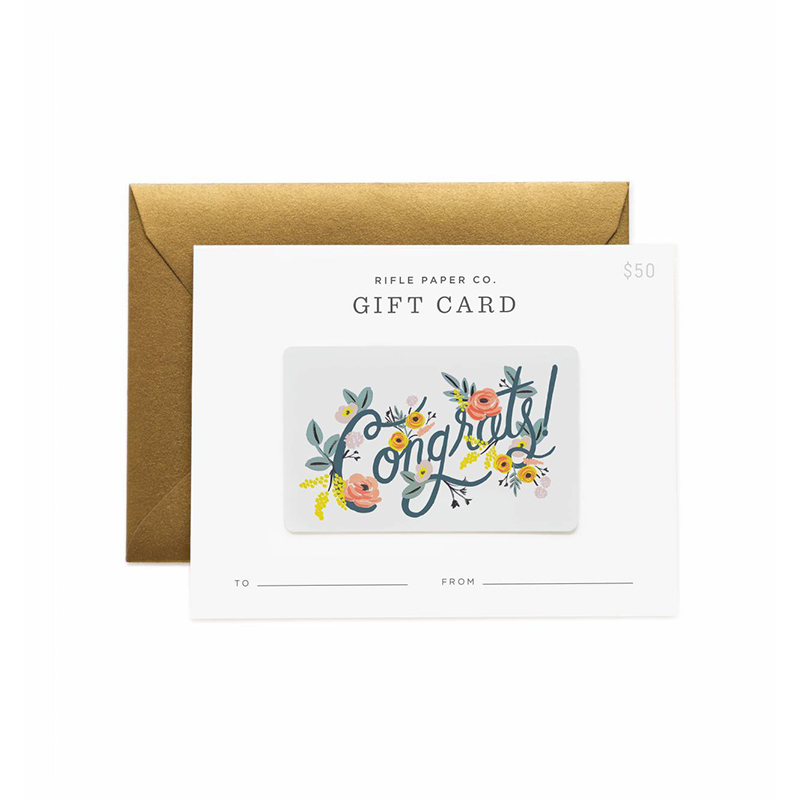 $50
RIFLE PAPER CO.
GIFT CARD
Congrats!
TO FROM